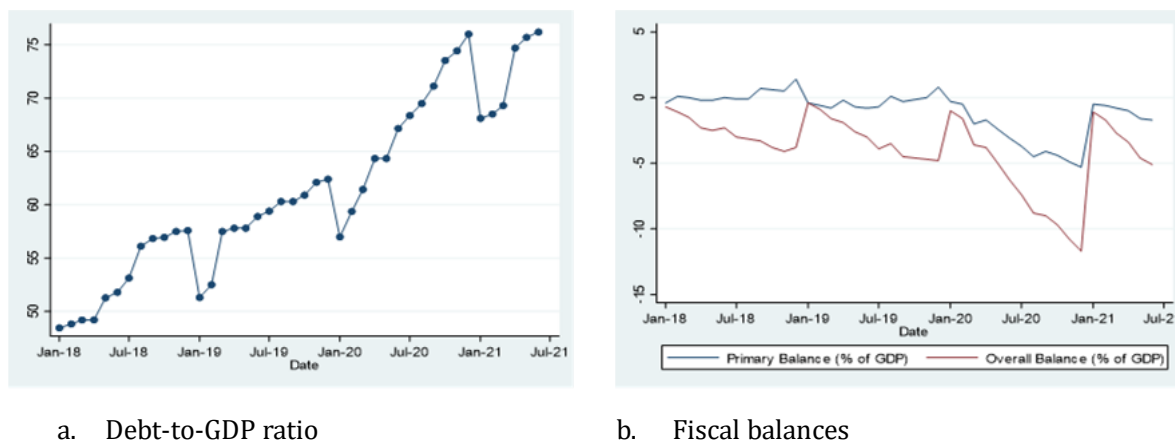 75
70
65
60
55
50
Jan-18 Jul-18 Jan-19 Jul-19 Jan-20 Jul-20 Jan-21 Jul-21
Date
5
0
-5
-10
-15
Jan-18 Jul-18 Jan-19 Jul-19 Jan-20 Jul-20 Jan-21 Jul-2
Date
Primary Balance (% of GDP) Overall Balance (% of GDP)
a. Debt-to-GDP ratio
b. Fiscal balances